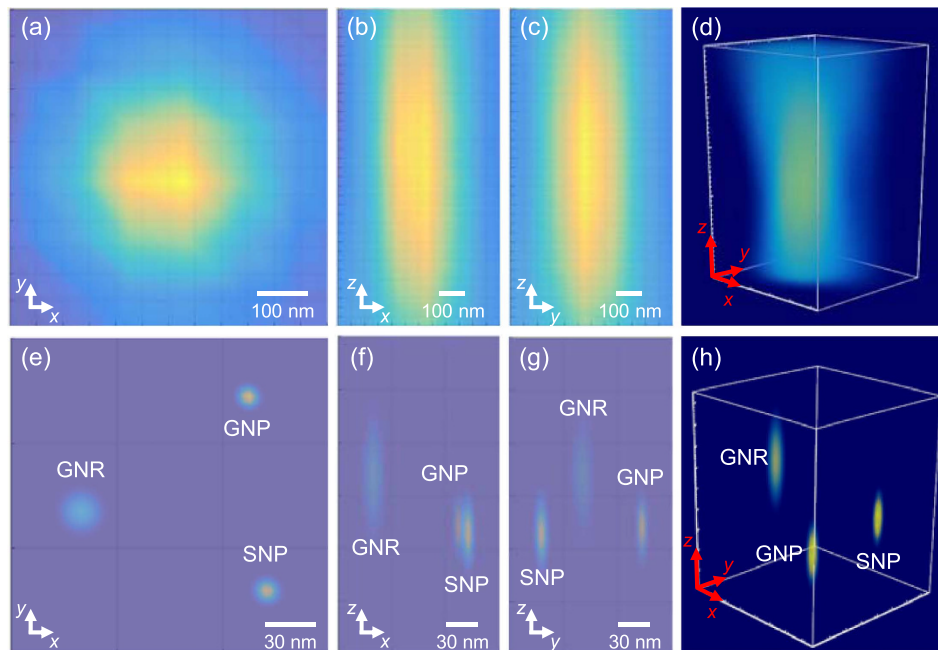 (a)
y
x
100 nm
(b)
z
x
100 nm
(c)
z
y
100 nm
(d)
z
y
x
(e)
GNP
GNR
SNP
y
x
30 nm
(f)
GNP
GNR
SNP
z
x
30 nm
(g)
GNR
GNP
SNP
z
y
30 nm
(h)
GNR
GNP
SNP
z
y
x